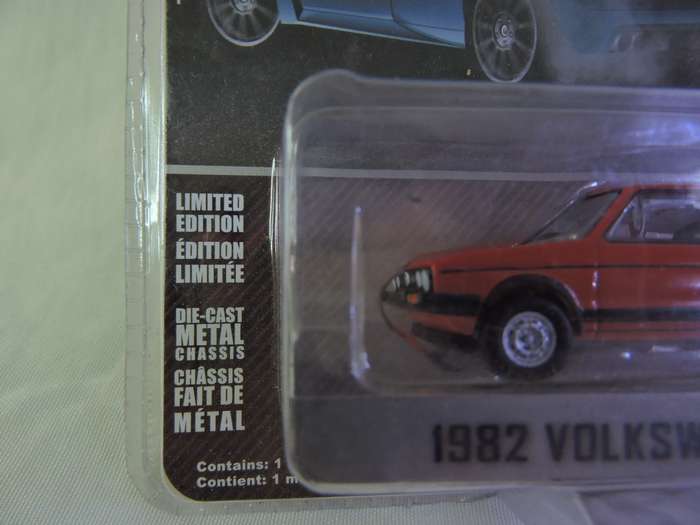 LIMITED
EDITION
ÉDITION
LIMITÉE
DIE-CAST
METAL
CHASSIS
CHÂSSIS
FAIT DE
MÉTAL
Contains: 1
Contient: 1 m
1982 VOLKSW